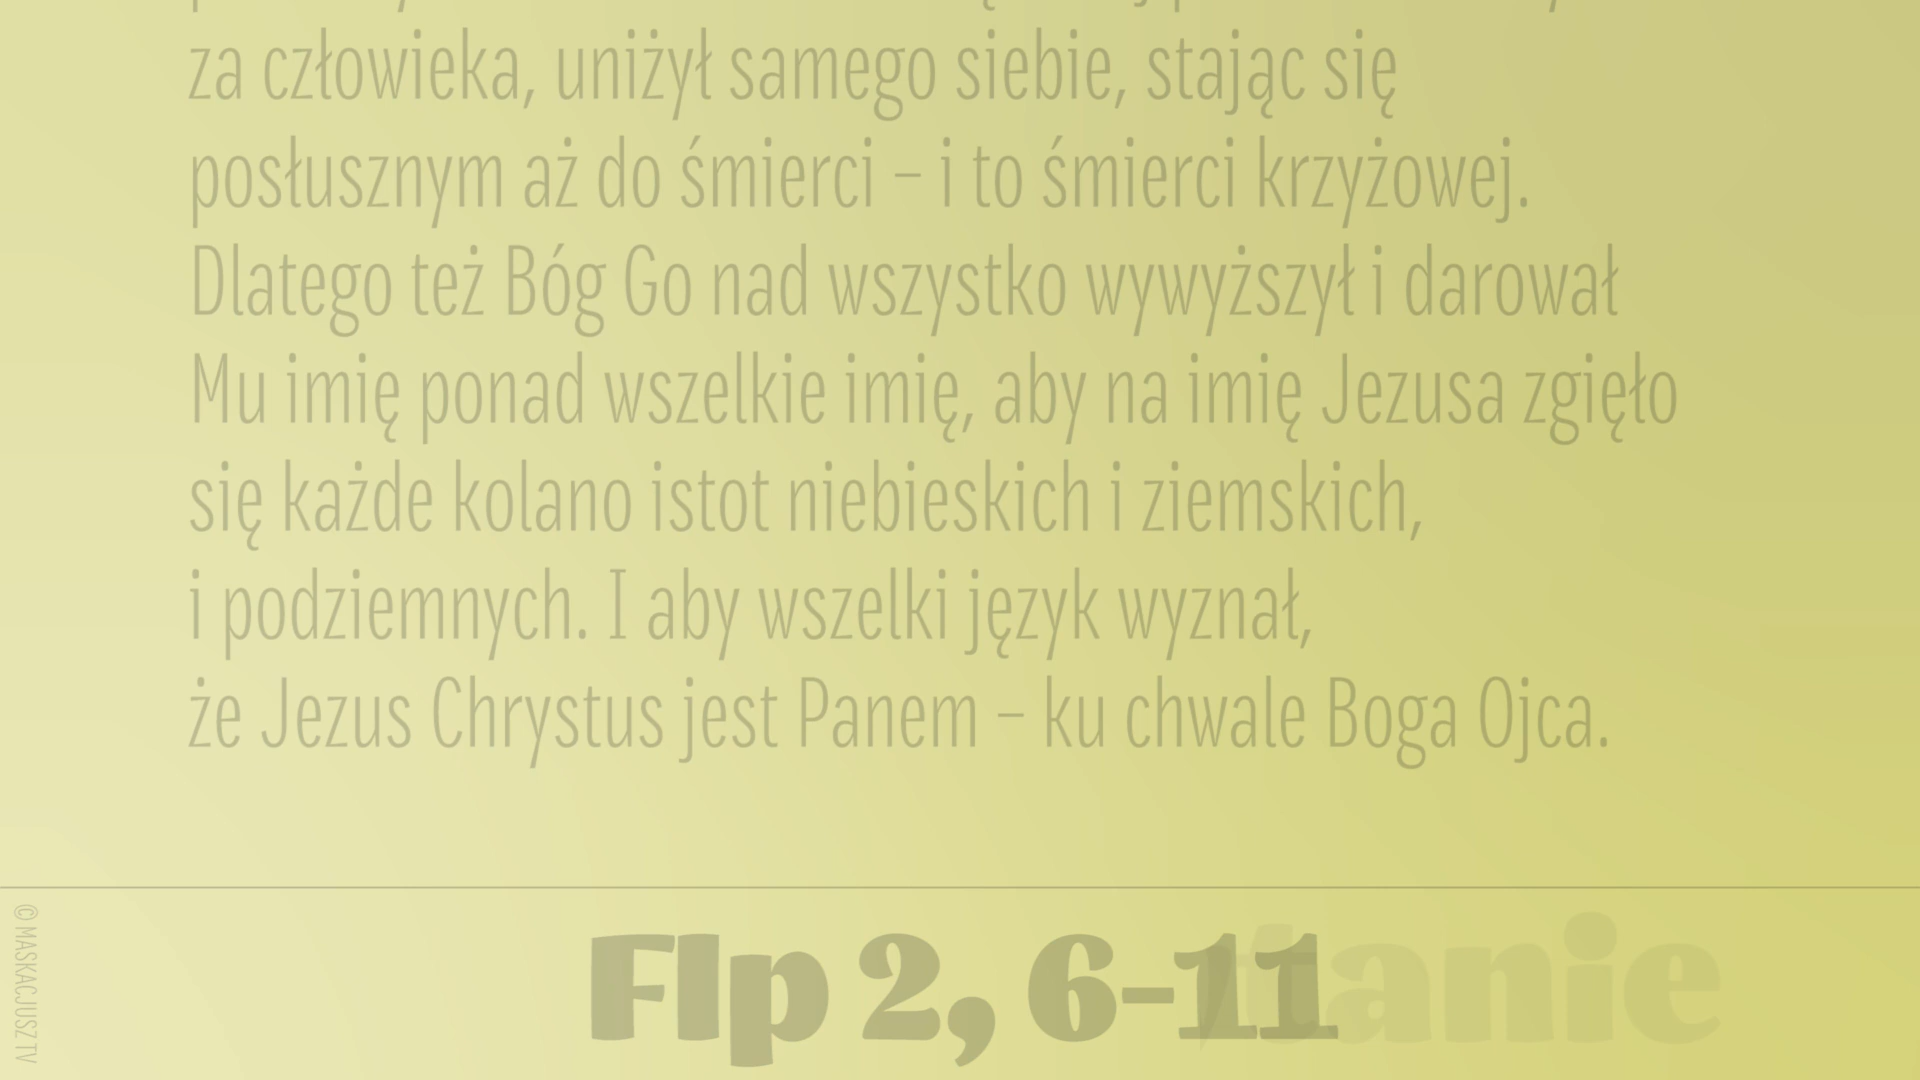 za człowieka, uniżył samego siebie, stając się
posłusznym aż do śmierci – i to śmierci krzyżowej.
Dlatego też Bóg Go nad wszystko wywyższył i darował
Mu imię ponad wszelkie imię, aby na imię Jezusa zgięło
się każde kolano istot niebieskich i ziemskich,
i podziemnych. I aby wszelki język wyznał,
że Jezus Chrystus jest Panem – ku chwale Boga Ojca.
Flp 2, 6-11
© MASKACJUSZ TV